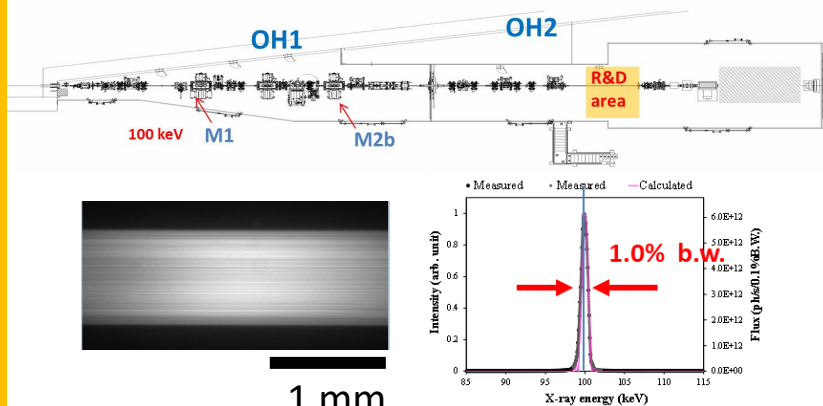 OH1
OH2
R&D
area
100 keV
M1
M2b
• Measured • Measured — Calculated
1.0% b.w.
Intensity (arb. unit)
1
0.8
0.6
0.4
0.2
0
Flux (ph/s/0.1%B.W.)
6.0E+12
5.0E+12
4.0E+12
3.0E+12
2.0E+12
1.0E+12
0.0E+00
85 90 95 100 105 110 115
X-ray energy (keV)
1 mm